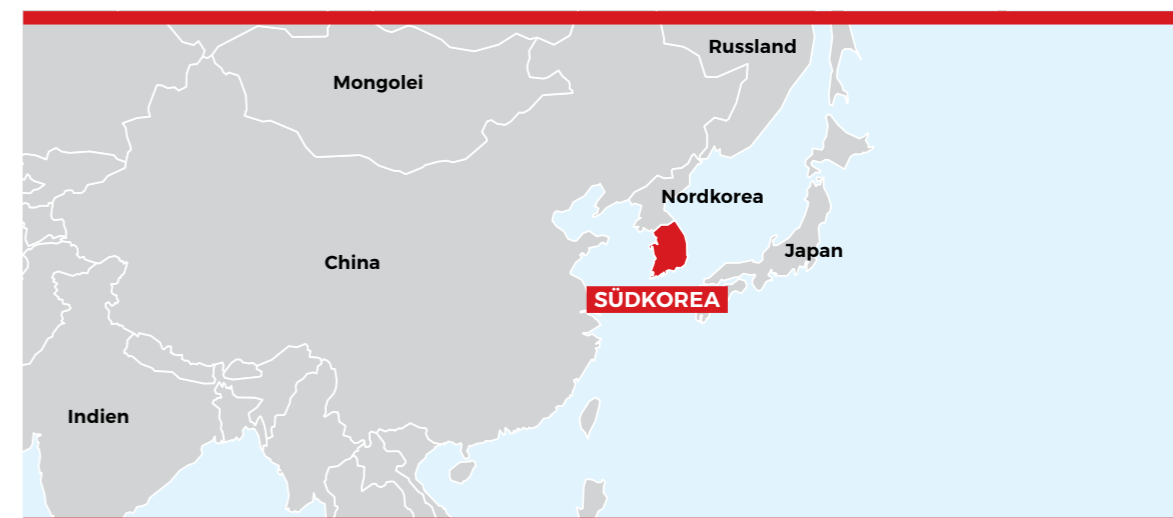 Russland
Mongolei
Nordkorea
Japan
China
SÜDKOREA
Indien